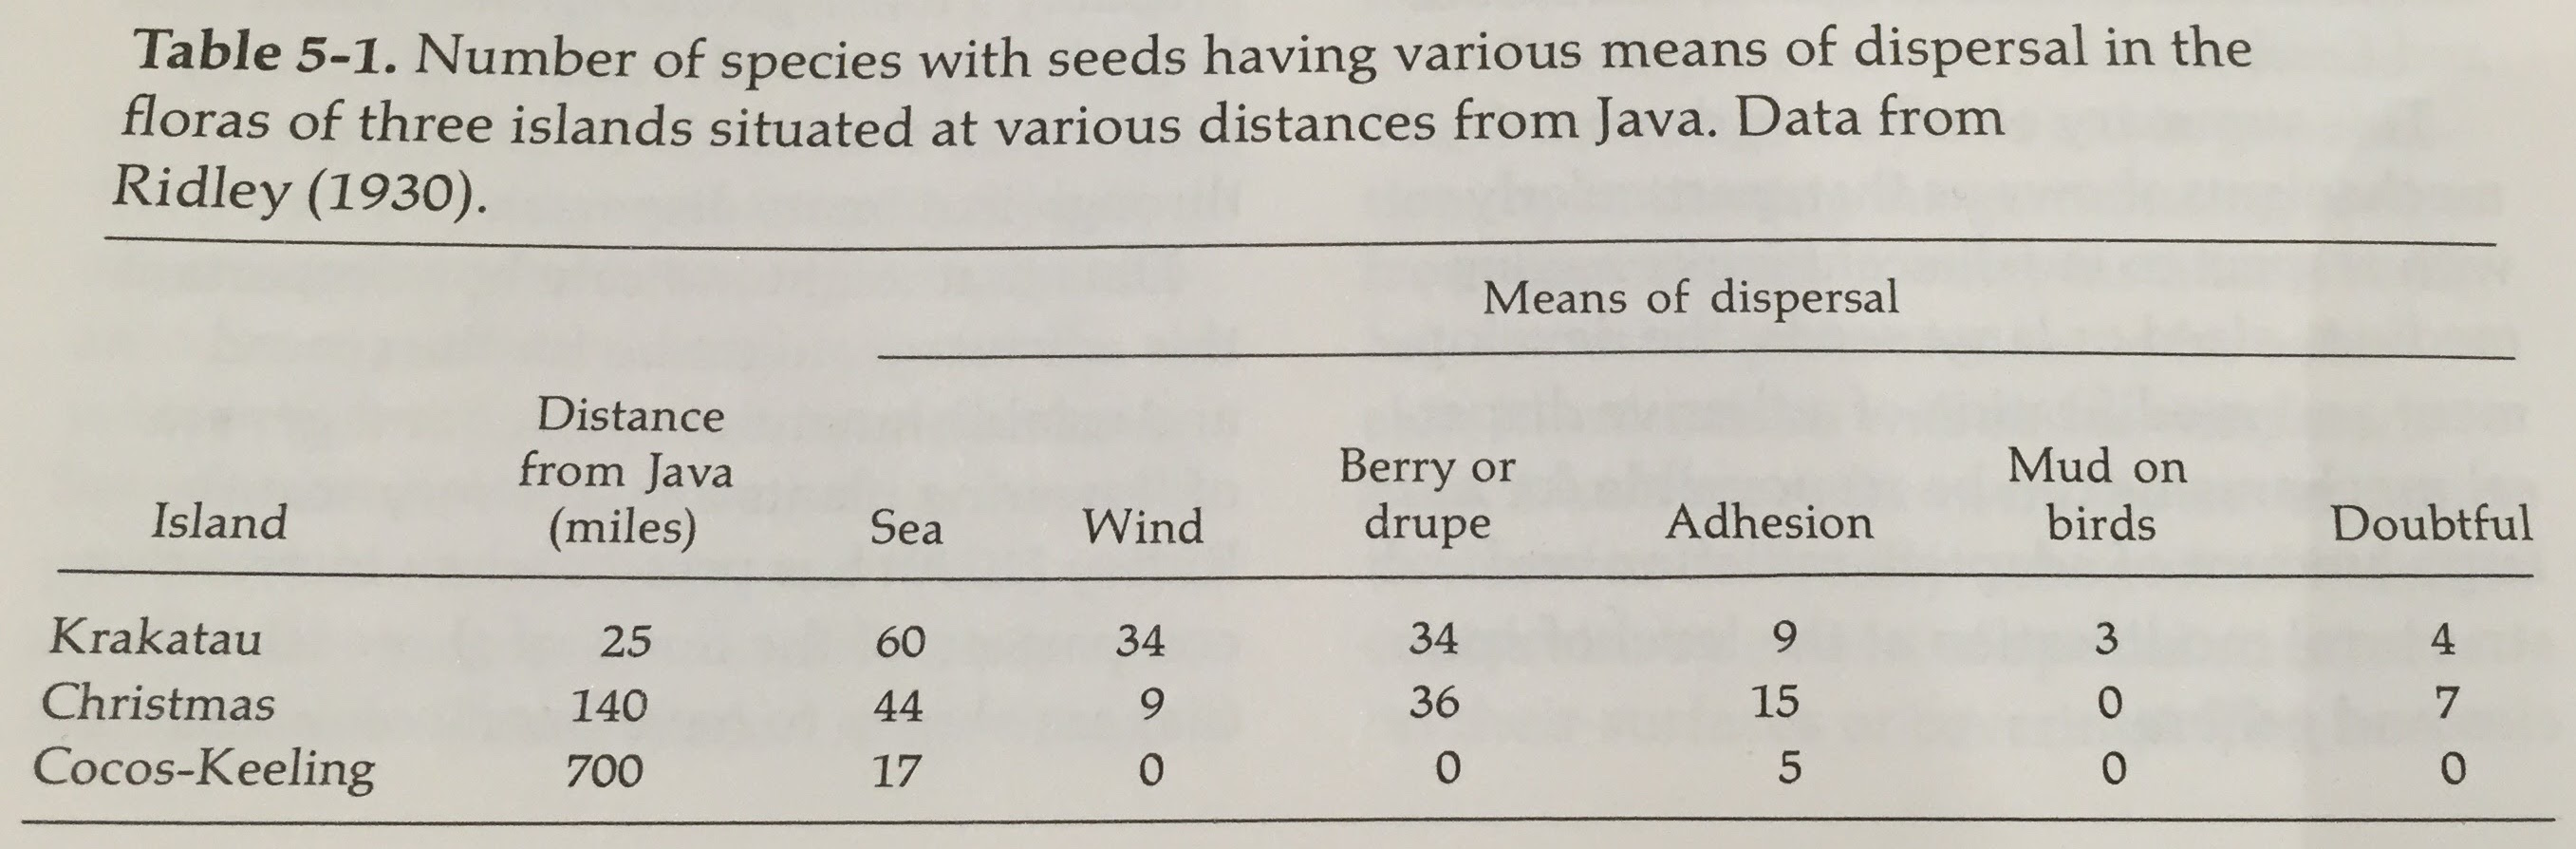 Table 5-1. Number of species with seeds having various means of dispersal in the
floras of three islands situated at various distances from Java. Data from
Ridley (1930).
Means of dispersal
Distance
from Java Berry or Mud on
Island (miles) Sea Wind drupe Adhesion birds Doubtful
Krakatau 25 60 34 34 9 3 4
Christmas 140 44 9 36 15 0 7
Cocos-Keeling 700 17 0 0 5 0 0